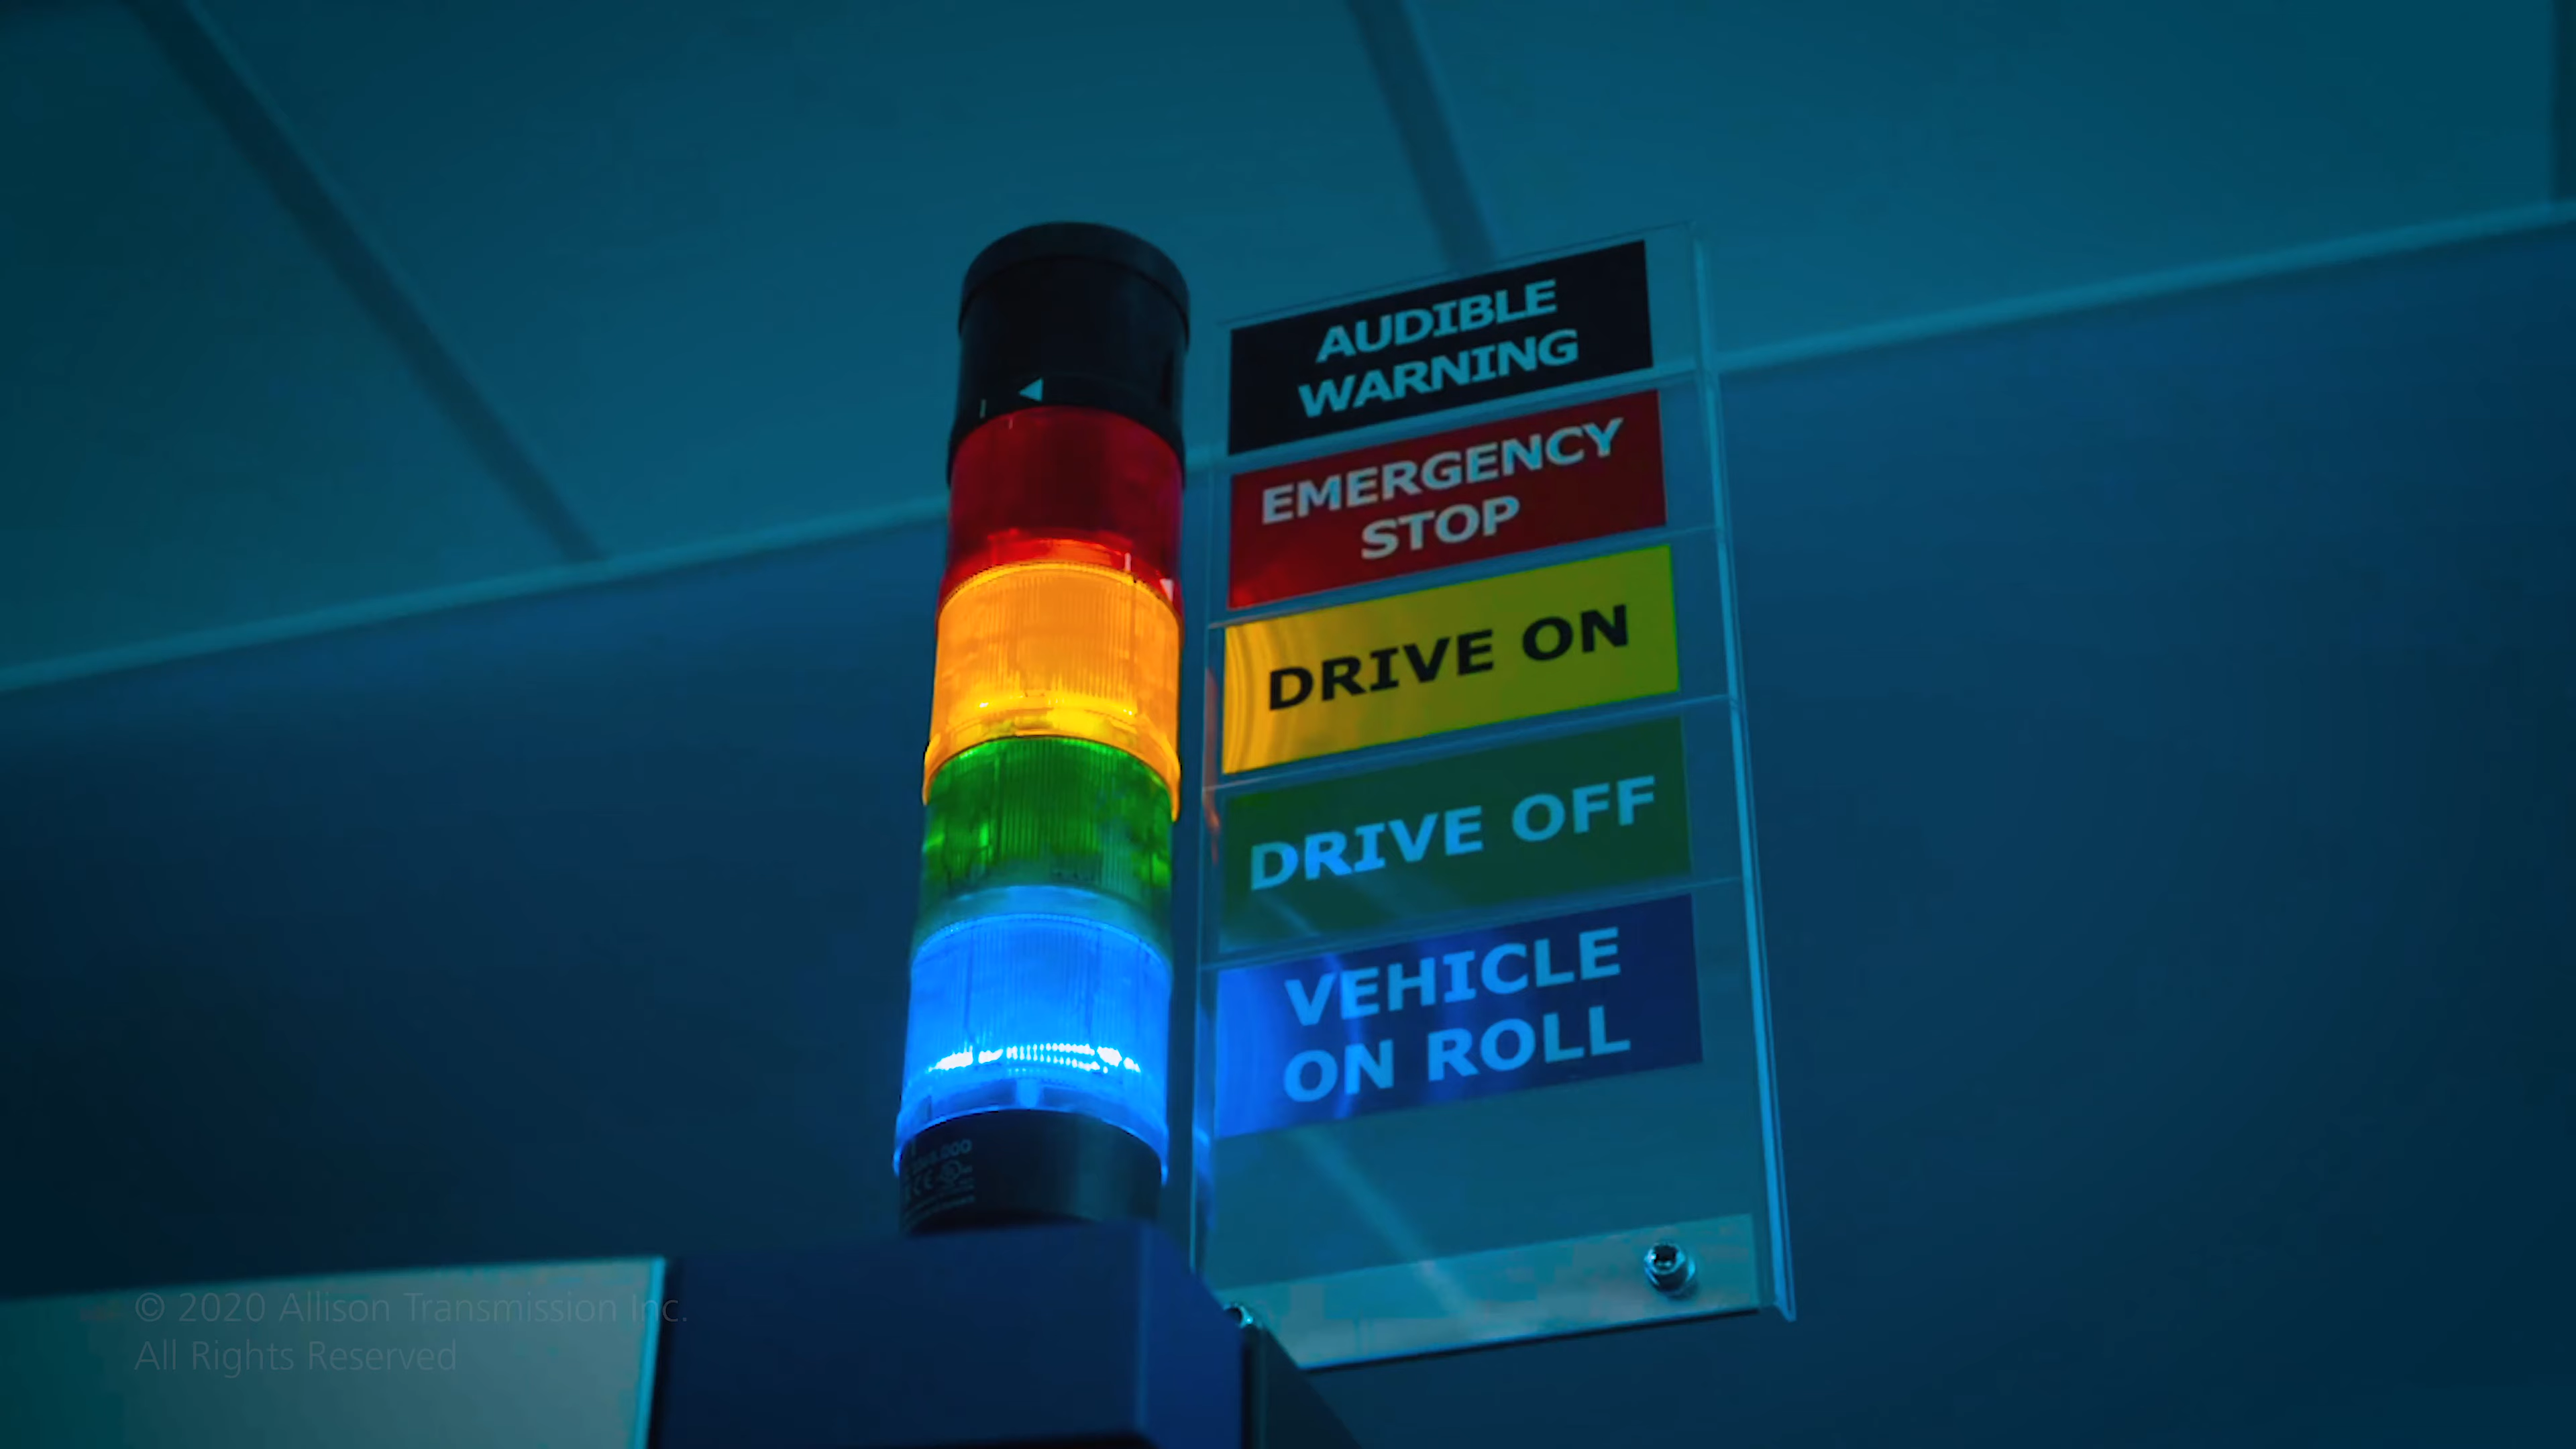 AUDIBLE
WARNING
EMERGENCY
STOP
DRIVE ON
DRIVE OFF
VEHICLE
ON ROLL
© 2020 Allison Transmission Inc.
All Rights Reserved